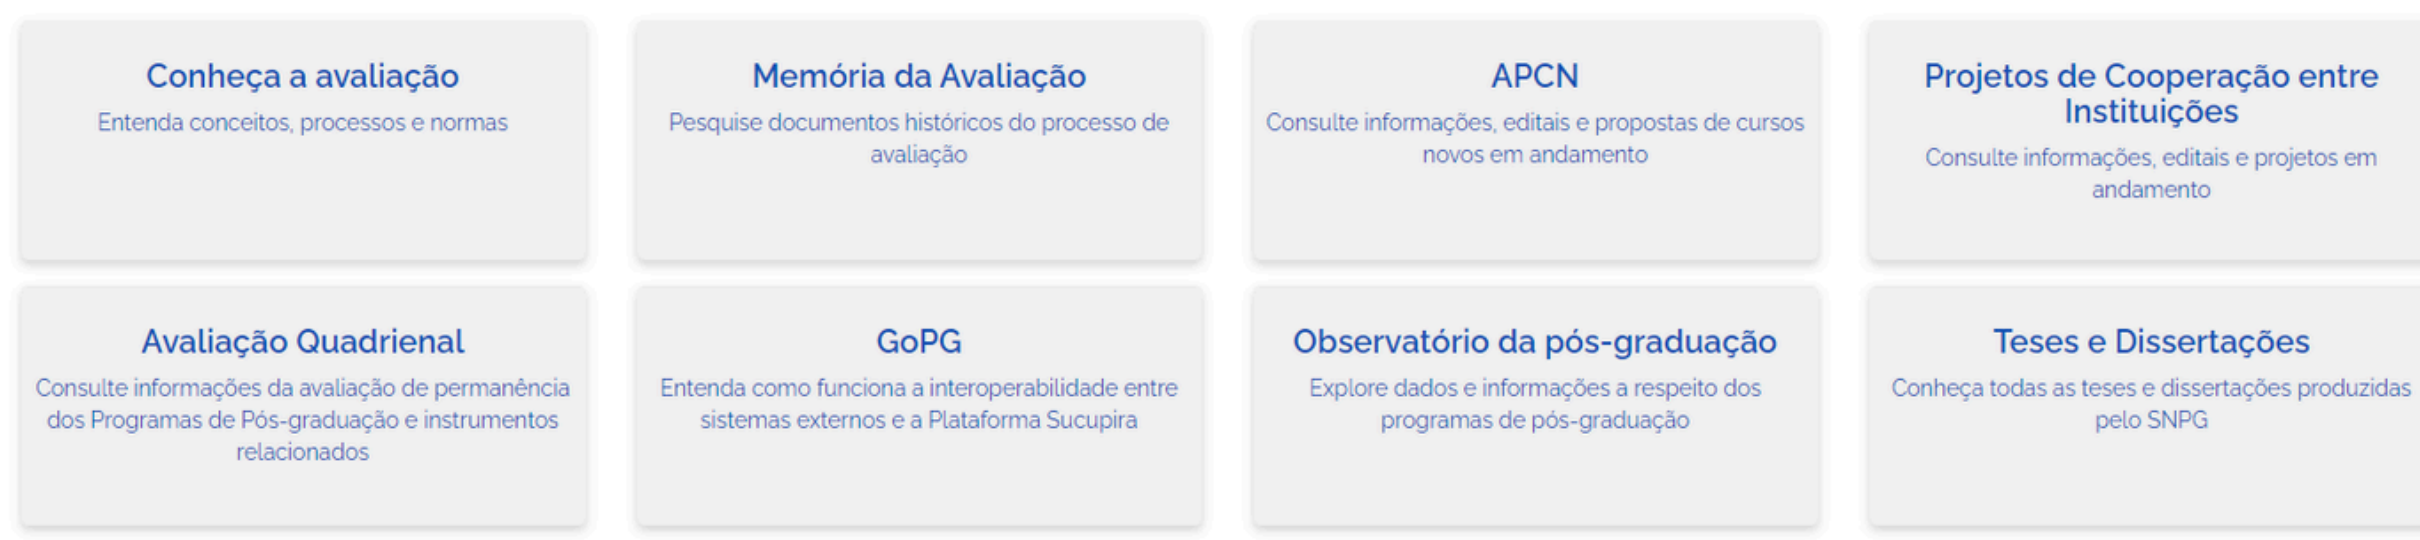 Conheça a avaliação
Entenda conceitos, processos e normas
Memória da Avaliação
Pesquise documentos históricos do processo de
avaliação
APCN
Consulte informações, editais e propostas de cursos
novos em andamento
Projetos de Cooperação entre
Instituições
Consulte informações, editais e projetos em
andamento
Avaliação Quadrienal
Consulte informações da avaliação de permanência
dos Programas de Pós-graduação e instrumentos
relacionados
GoPG
Entenda como funciona a interoperabilidade entre
sistemas externos e a Plataforma Sucupira
Observatório da pós-graduação
Explore dados e informações a respeito dos
programas de pós-graduação
Teses e Dissertações
Conheça todas as teses e dissertações produzidas
pelo SNPG